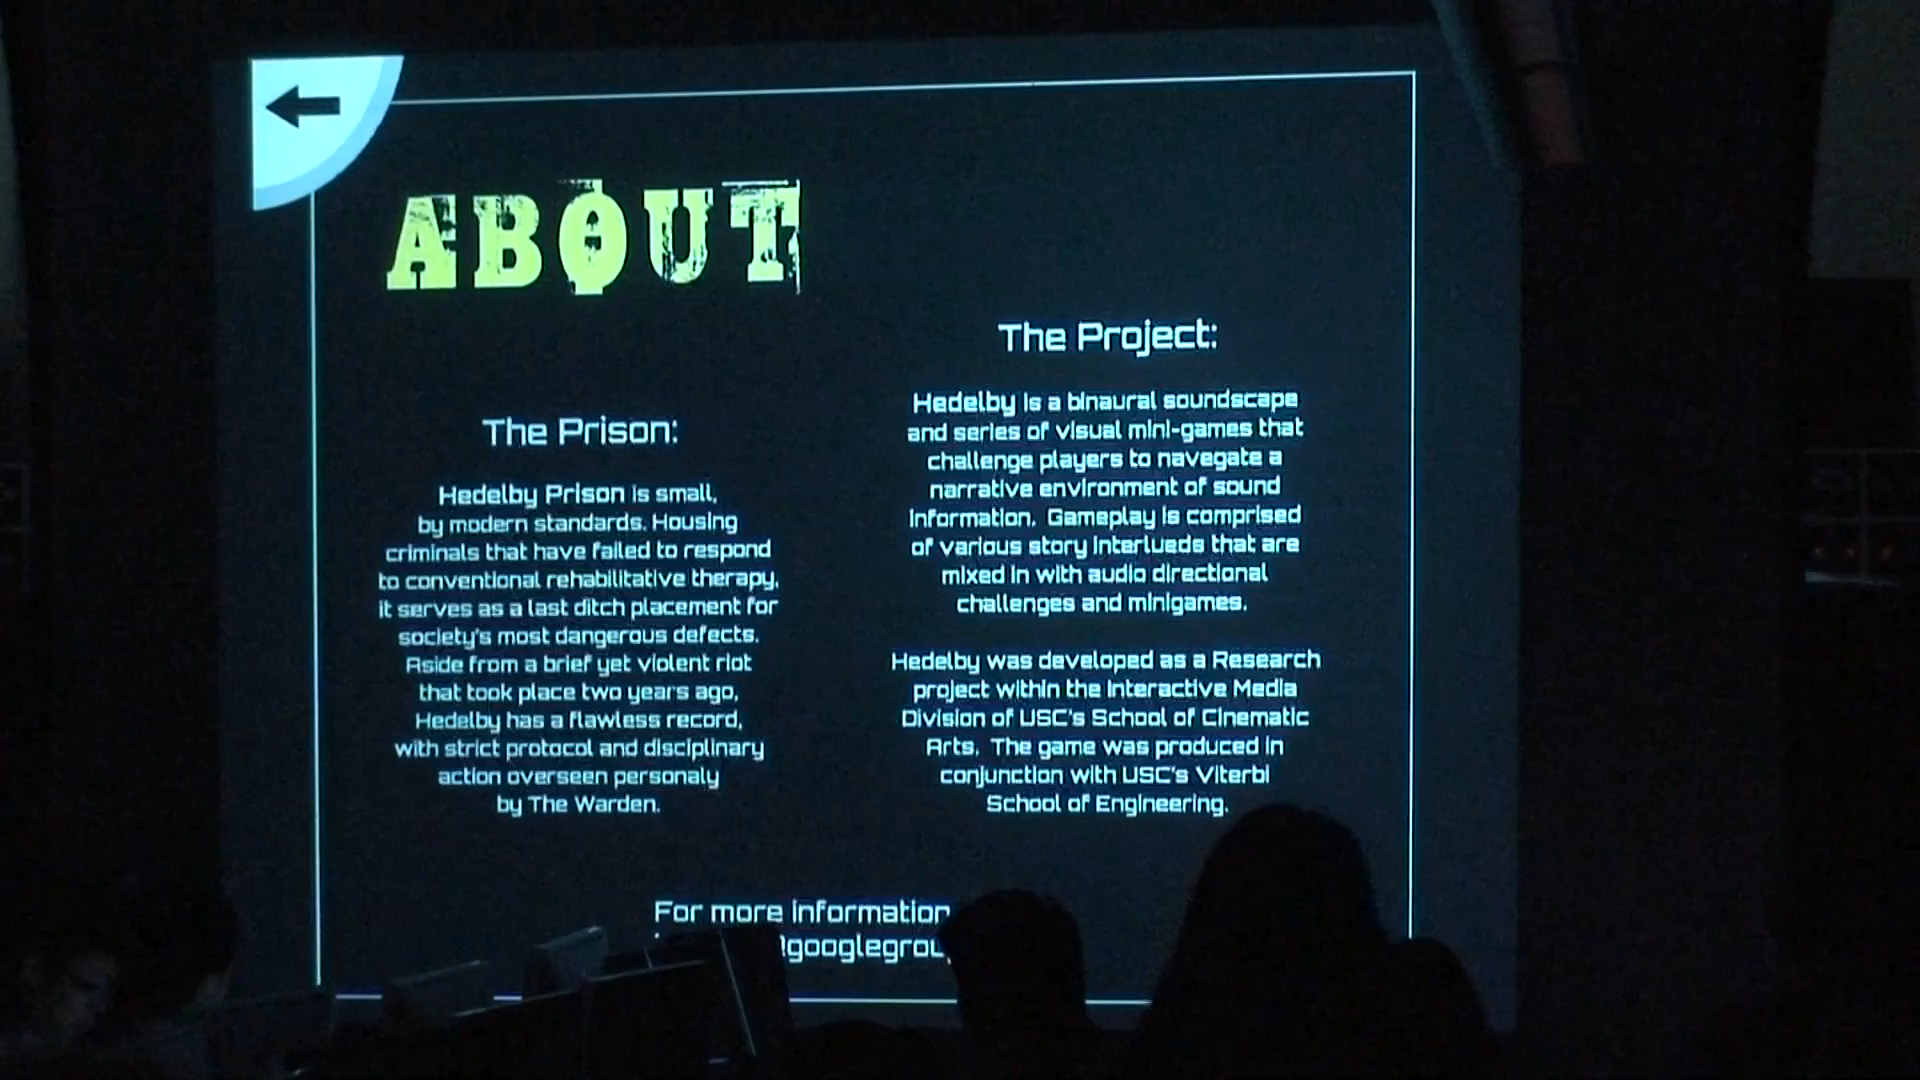 ABOUT
The Prison:
Hedelby Prison is small,
by modern standards. Housing
criminals that have failed to respond
to conventional rehabilitative therapy,
it serves as a last ditch placement for
society's most dangerous defects.
Aside from a brief yet violent riot
that took place two years ago,
Hedelby has a flawless record,
with strict protocol and disciplinary
action overseen personaly
by The Warden.
The Project:
Hedelby is a binaural soundscape
and series of visual mini-games that
challenge players to navegate a
narrative environment of sound
information. Gameplay is comprised
of various story interlueds that are
mixed in with audio directional
challenges and minigames.
Hedelby was developed as a Research
project within the Interactive Media
Division of USC's School of Cinematic
Arts. The game was produced in
conjunction with USC's Viterbi
School of Engineering.
For more information